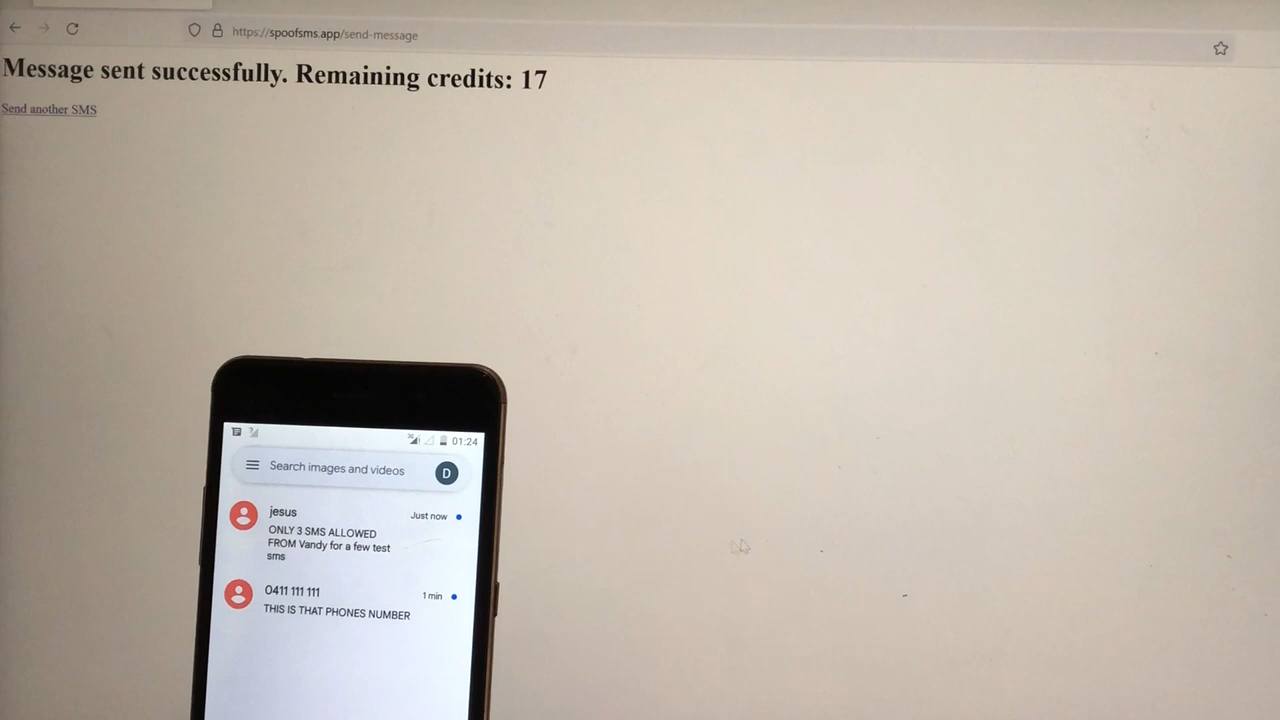 https://spoofsms.app/send-message
Message sent successfully. Remaining credits: 17
Send another SMS
01:24
Search images and videos
D
jesus
Just now
ONLY 3 SMS ALLOWED
FROM Vandy for a few test
sms
0411 111 111
1 min
THIS IS THAT PHONES NUMBER